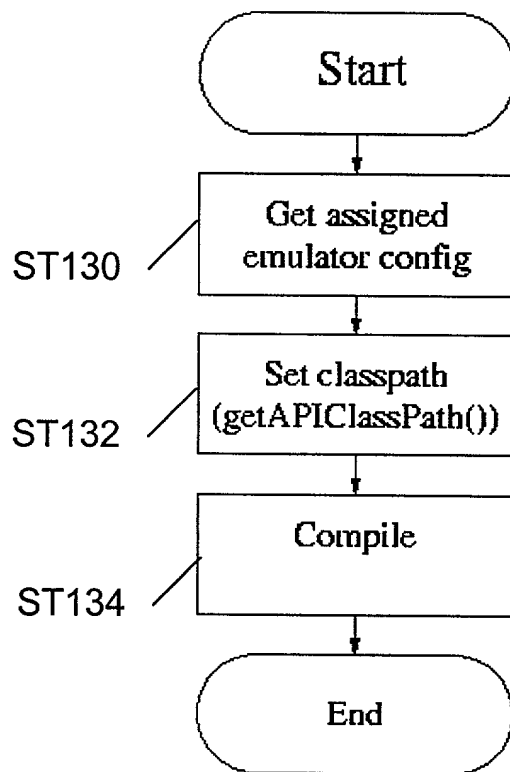 Start
Get assigned
emulator config
ST130
Set classpath
(getAPIClassPath())
ST132
Compile
ST134
End